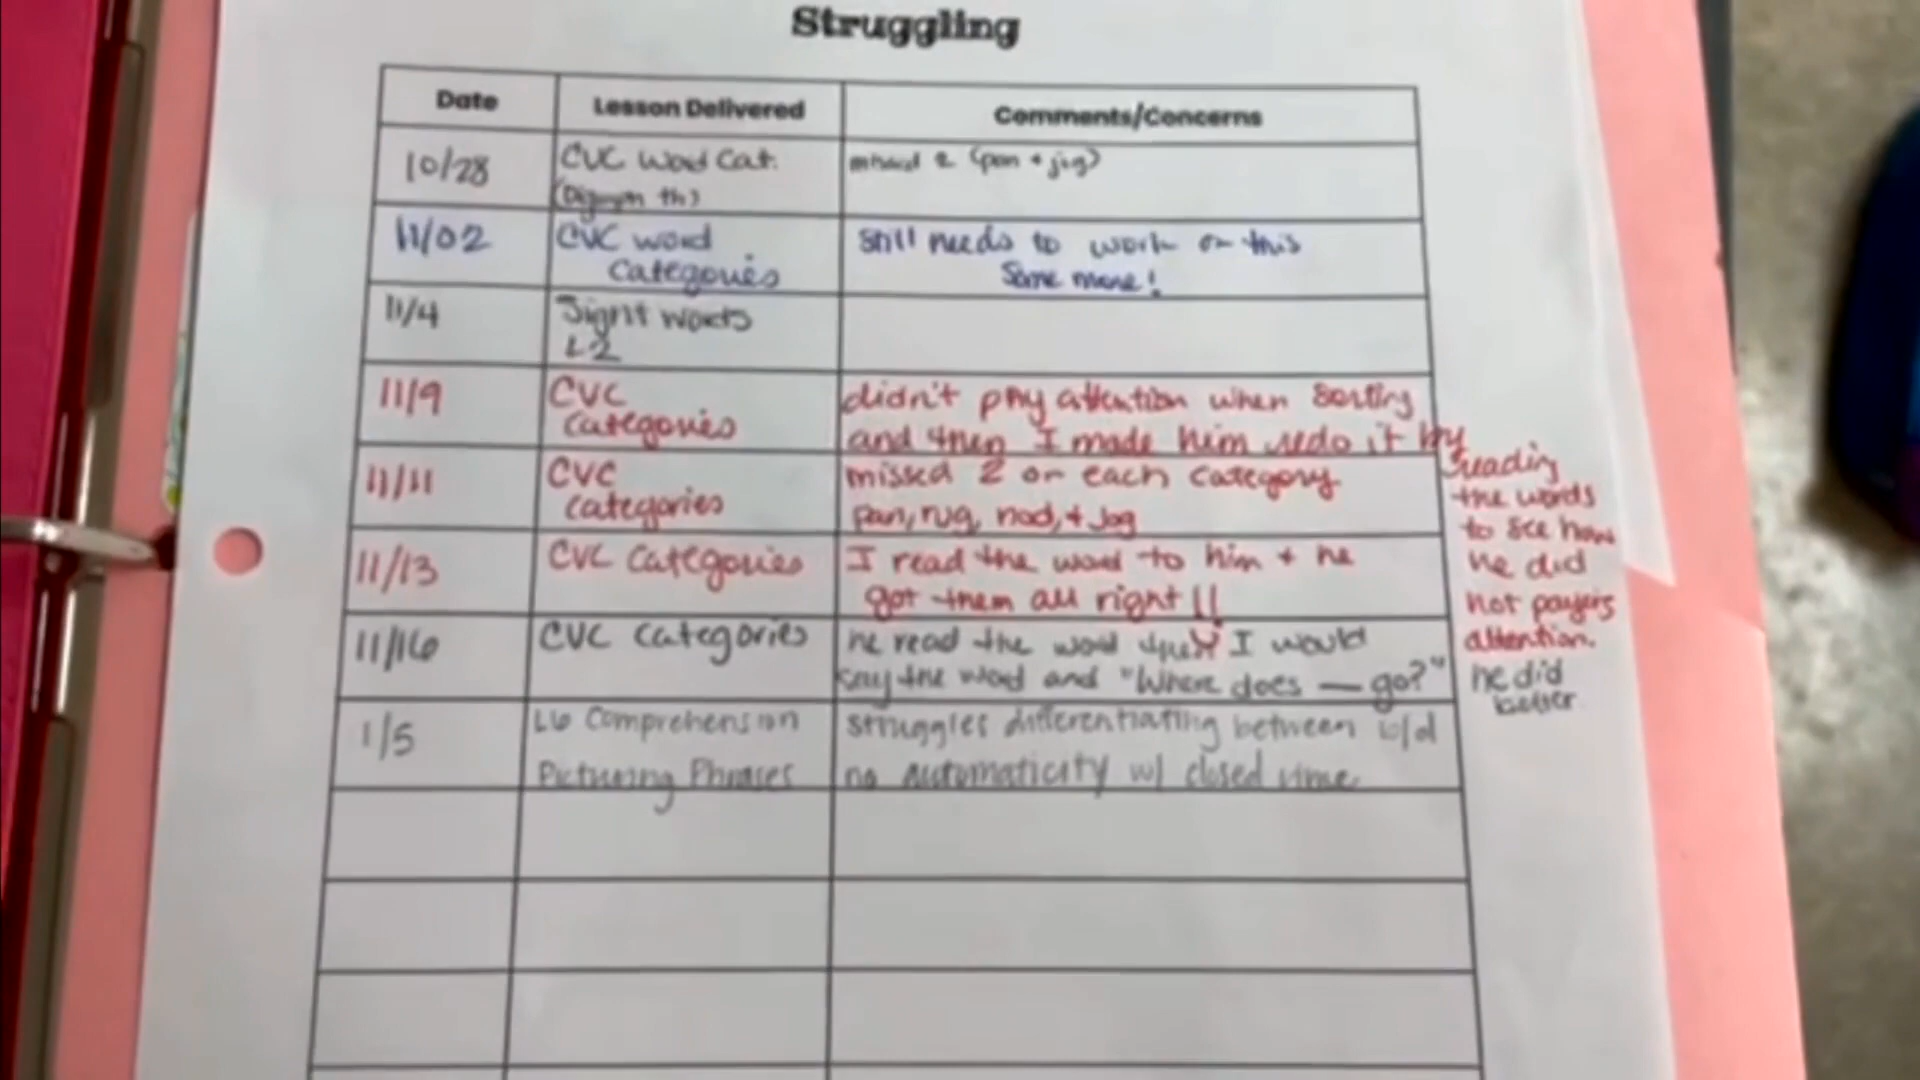 Struggling
Date Lesson Delivered Comments/Concerns
10/28 CVC word Cat. missed 2 (pan + jig)
th)
11/02 CVC word still needs to work on this
categories some more!
11/4 Sight words
L2
11/9 CVC didn't pay attention when sorting
categories and then I made him redo it by
reading
the words
to see how
he did
not paying
attention.
11/11 CVC missed 2 on each category
categories pan, rug, nod, + jog
11/13 CVC categories I read the word to him + he
got them all right!!
11/16 CVC categories he read the word then I would
say the word and "Where does — go?" he did
better.
1/5 L6 Comprehension struggles differentiating between b/d
Picturing Phrases no automaticity w/ closed rime